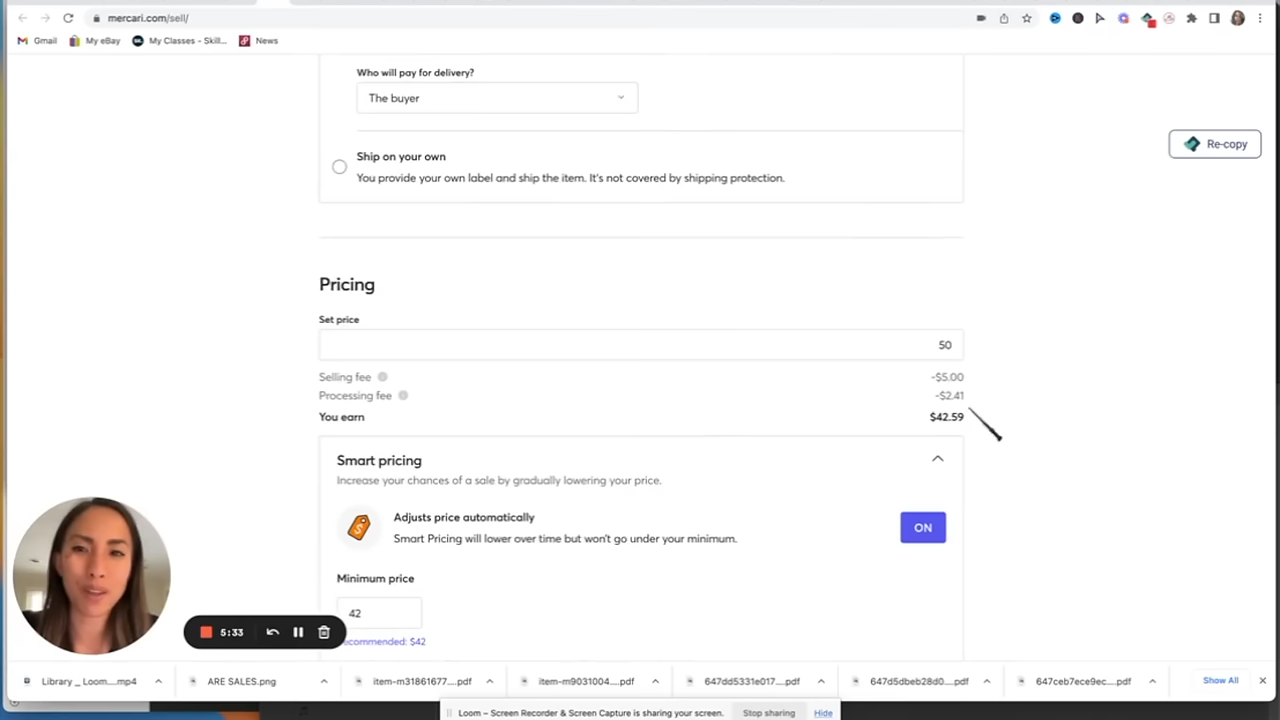 mercari.com/sell/
Gmail
My eBay
My Classes - Skill...
News
Who will pay for delivery?
The buyer
Ship on your own
You provide your own label and ship the item. It's not covered by shipping protection.
Re-copy
Pricing
Set price
50
Selling fee -$5.00
Processing fee -$2.41
You earn $42.59
Smart pricing
Increase your chances of a sale by gradually lowering your price.
Adjusts price automatically
Smart Pricing will lower over time but won't go under your minimum.
ON
Minimum price
42
5:33
ecommended: $42
Library _ Loom....mp4
ARE SALES.png
item-m31861677....pdf
item-m9031004....pdf
647dd5331e017....pdf
647d5dbeb28d0....pdf
647ceb7ece9ec....pdf
Show All
Loom – Screen Recorder & Screen Capture is sharing your screen.
Stop sharing
Hide